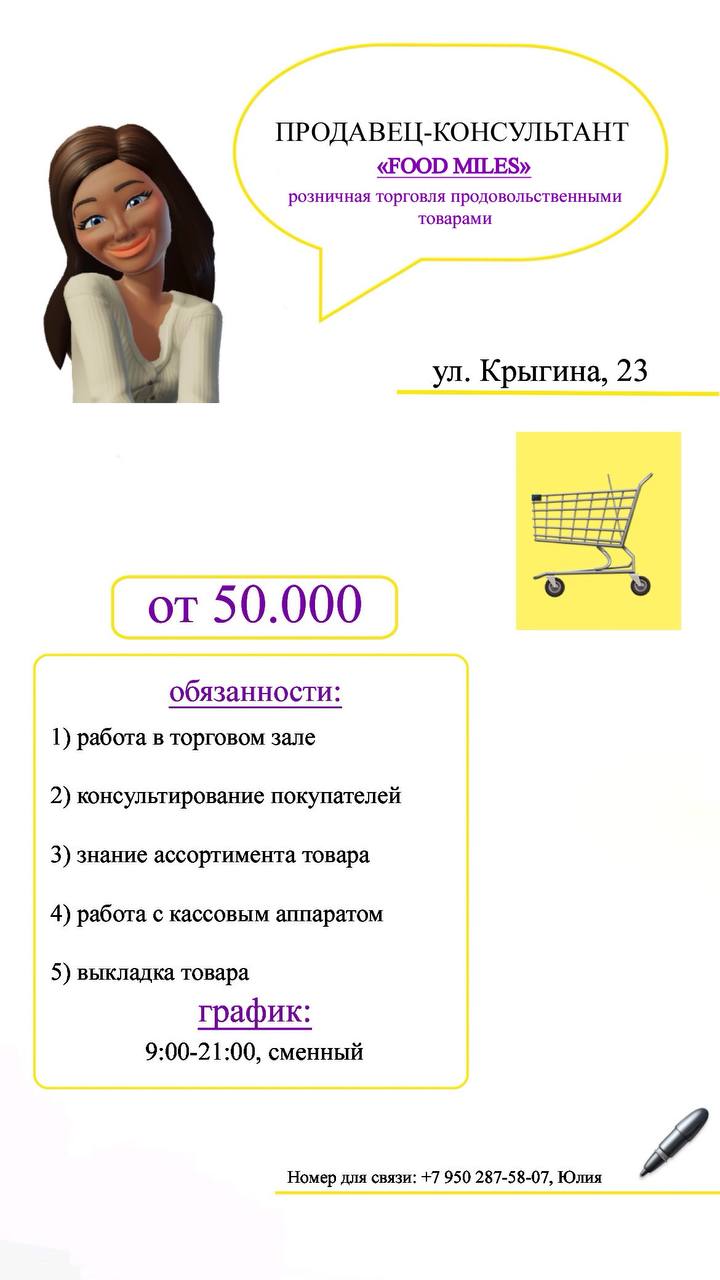 ПРОДАВЕЦ-КОНСУЛЬТАНТ
«FOOD MILES»
розничная торговля продовольственными
товарами
ул. Крыгина, 23
от 50.000
обязанности:
1) работа в торговом зале
2) консультирование покупателей
3) знание ассортимента товара
4) работа с кассовым аппаратом
5) выкладка товара
график:
9:00-21:00, сменный
Номер для связи: +7 950 287-58-07, Юлия